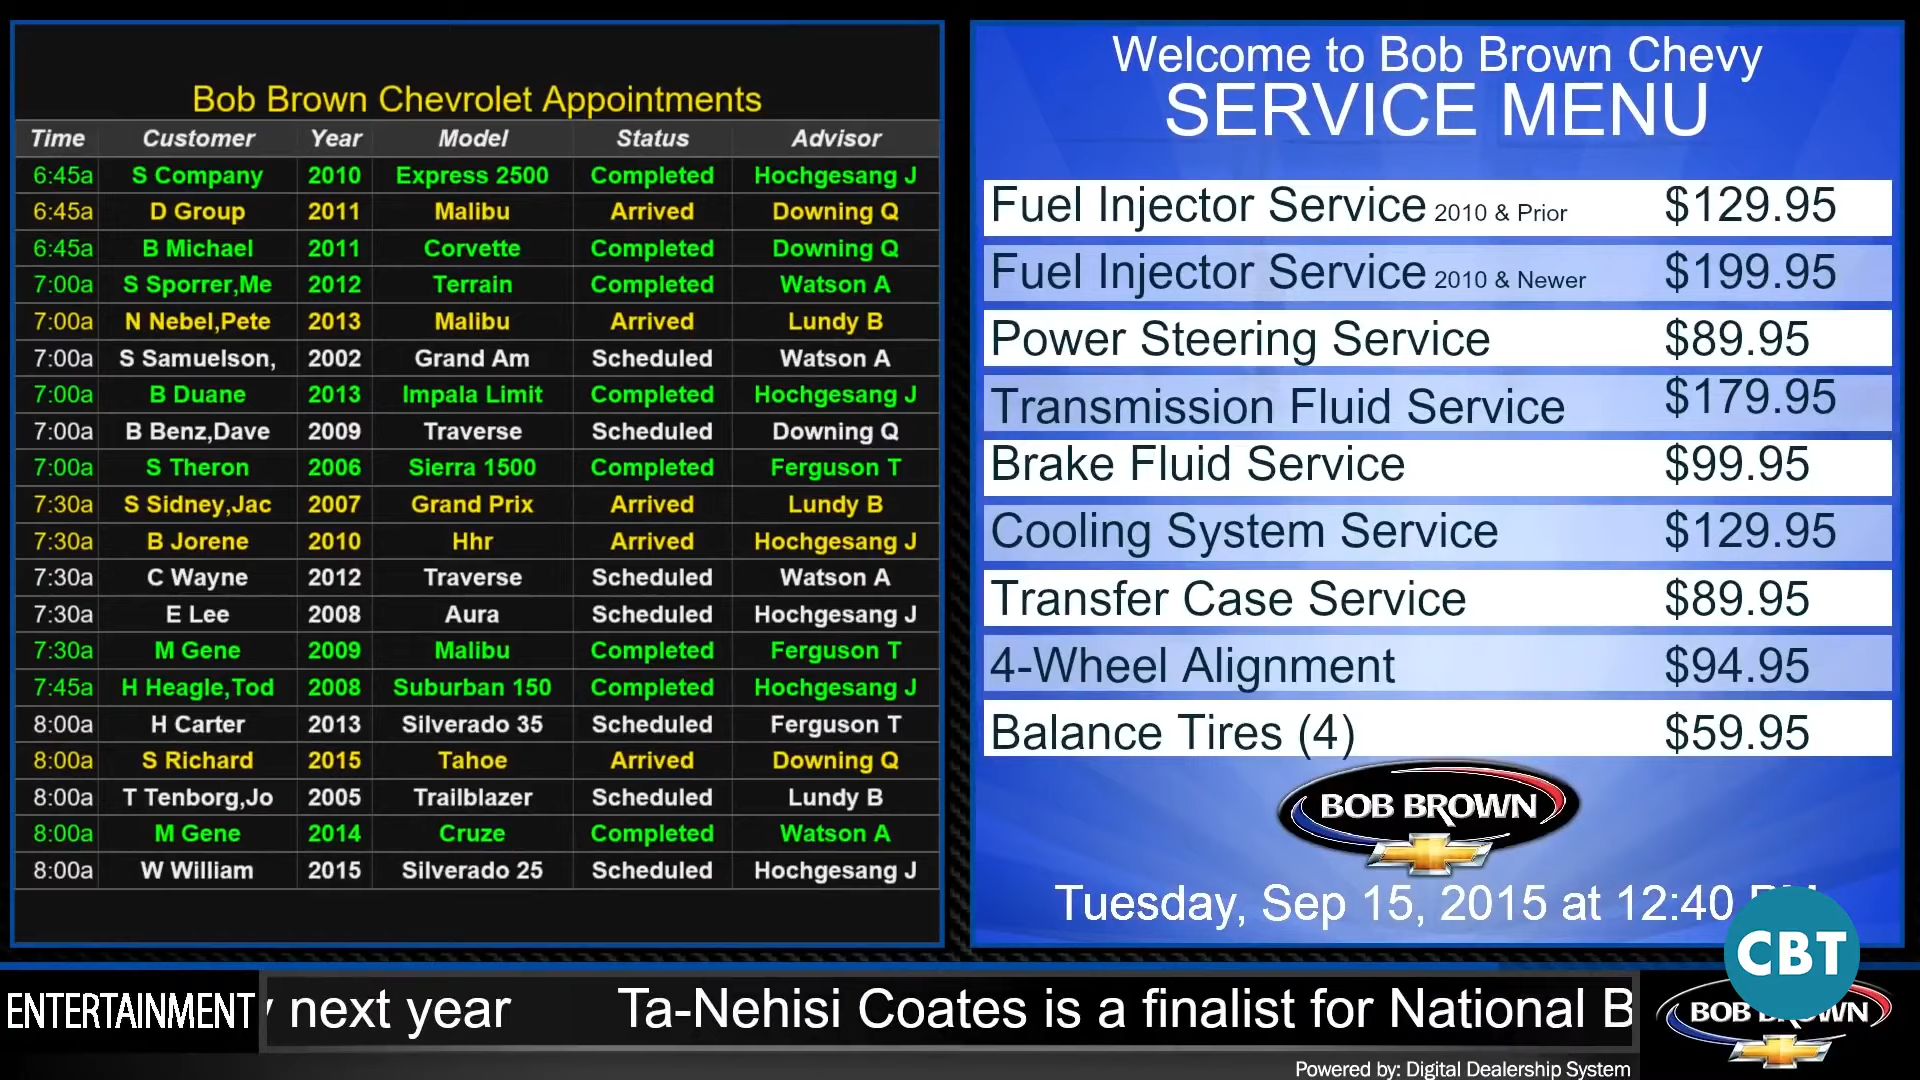 Bob Brown Chevrolet Appointments
Time Customer Year Model Status Advisor
6:45a S Company 2010 Express 2500 Completed Hochgesang J
6:45a D Group 2011 Malibu Arrived Downing Q
6:45a B Michael 2011 Corvette Completed Downing Q
7:00a S Sporrer,Me 2012 Terrain Completed Watson A
7:00a N Nebel,Pete 2013 Malibu Arrived Lundy B
7:00a S Samuelson, 2002 Grand Am Scheduled Watson A
7:00a B Duane 2013 Impala Limit Completed Hochgesang J
7:00a B Benz,Dave 2009 Traverse Scheduled Downing Q
7:00a S Theron 2006 Sierra 1500 Completed Ferguson T
7:30a S Sidney,Jac 2007 Grand Prix Arrived Lundy B
7:30a B Jorene 2010 Hhr Arrived Hochgesang J
7:30a C Wayne 2012 Traverse Scheduled Watson A
7:30a E Lee 2008 Aura Scheduled Hochgesang J
7:30a M Gene 2009 Malibu Completed Ferguson T
7:45a H Heagle,Tod 2008 Suburban 150 Completed Hochgesang J
8:00a H Carter 2013 Silverado 35 Scheduled Ferguson T
8:00a S Richard 2015 Tahoe Arrived Downing Q
8:00a T Tenborg,Jo 2005 Trailblazer Scheduled Lundy B
8:00a M Gene 2014 Cruze Completed Watson A
8:00a W William 2015 Silverado 25 Scheduled Hochgesang J
Welcome to Bob Brown Chevy
SERVICE MENU
Fuel Injector Service 2010 & Prior $129.95
Fuel Injector Service 2010 & Newer $199.95
Power Steering Service $89.95
Transmission Fluid Service $179.95
Brake Fluid Service $99.95
Cooling System Service $129.95
Transfer Case Service $89.95
4-Wheel Alignment $94.95
Balance Tires (4) $59.95
BOB BROWN
Tuesday, Sep 15, 2015 at 12:40
CBT
ENTERTAINMENT
next year Ta-Nehisi Coates is a finalist for National B
BOB BROWN
Powered by: Digital Dealership System